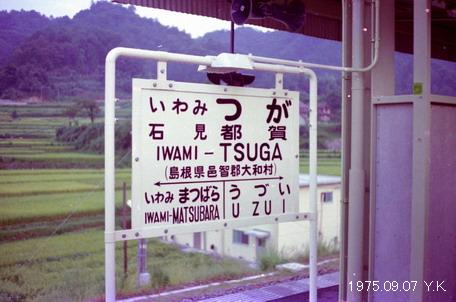 いわみ つが
石見 都賀
IWAMI-TSUGA
(島根県邑智郡大和村)
いわみ まつばら うづい
IWAMI-MATSUBARA UZUI
1975.09.07 Y.K